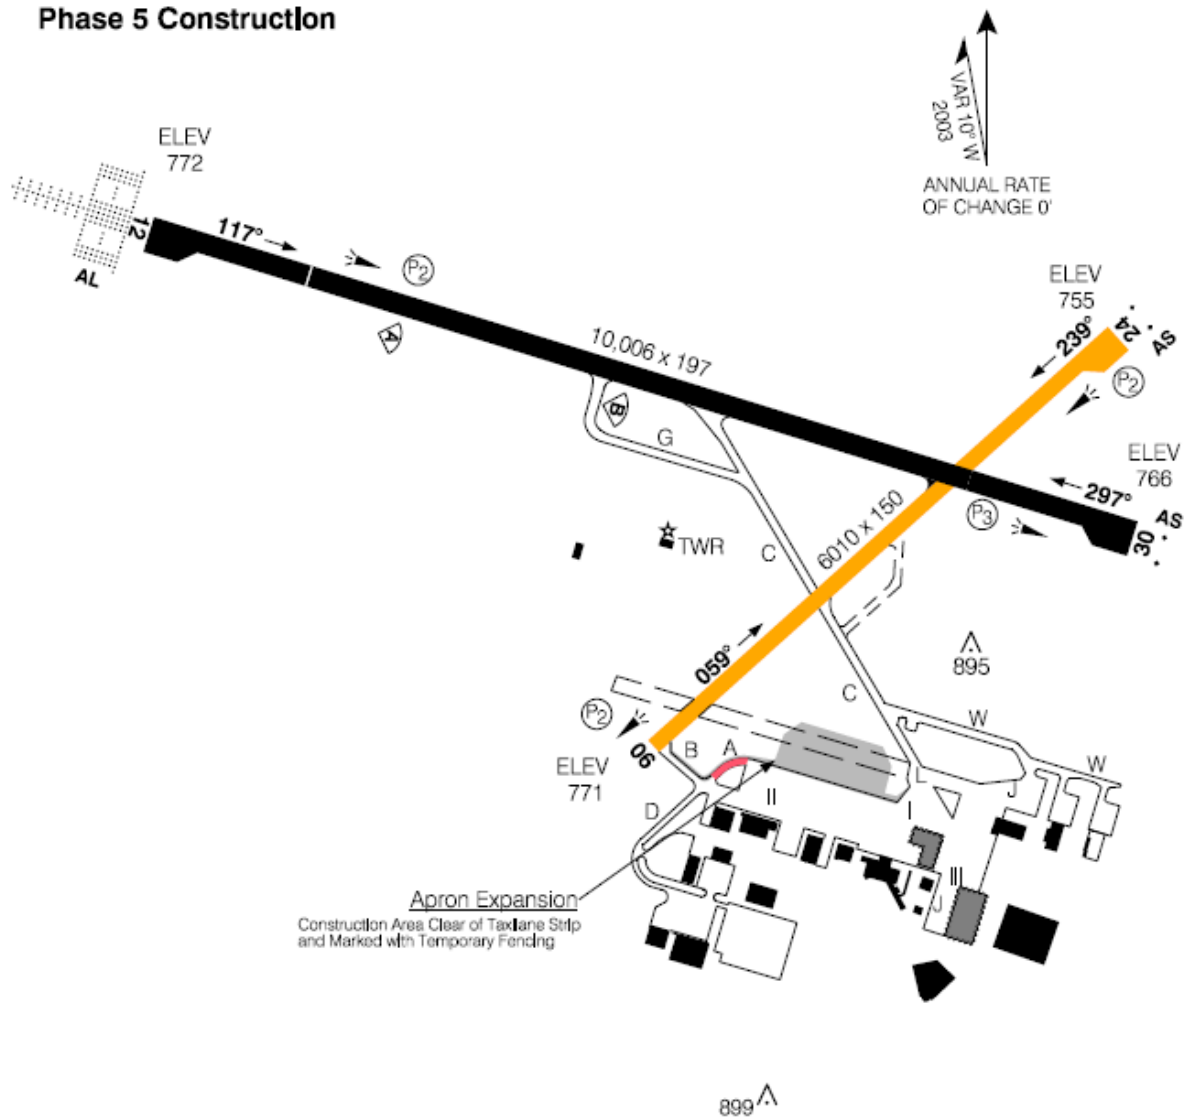 Phase 5 Construction
VAR 10° W
2003
ANNUAL RATE
OF CHANGE 0'
ELEV
772
12
AL
117°
P2
A
10,006 x 197
B
G
ELEV
755
24
AS
239°
P2
ELEV
766
297°
AS
30
P3
6010 x 150
TWR
C
895
059°
C
P2
06
ELEV
771
B
A
W
W
L
J
D
II
I
III
J
Apron Expansion
Construction Area Clear of Taxilane Strip
and Marked with Temporary Fencing
899